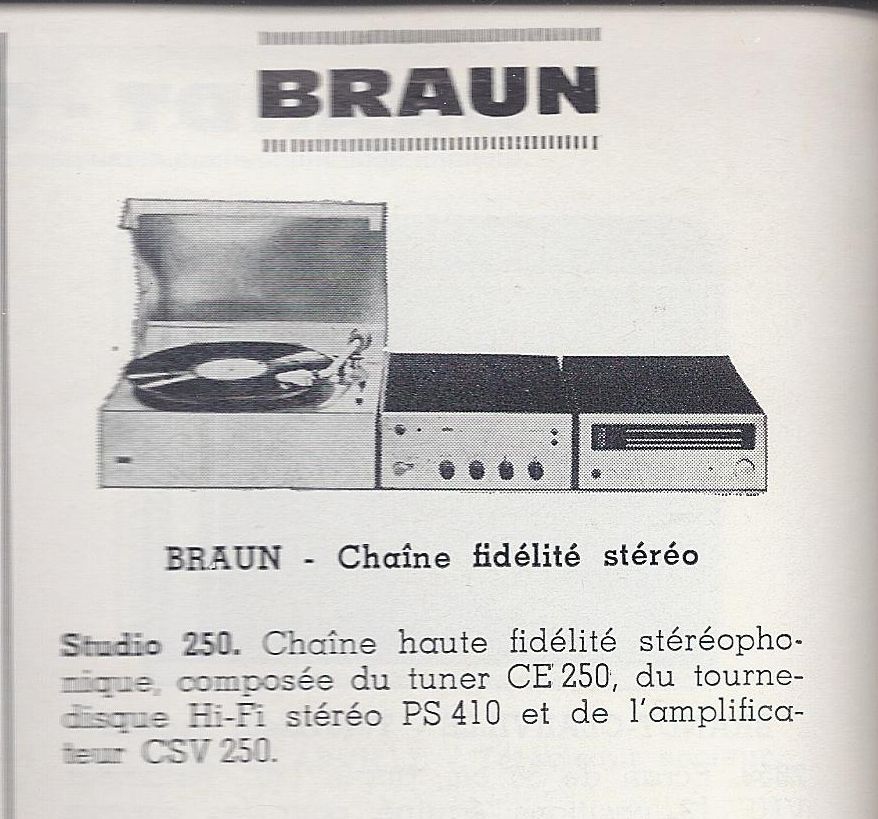 BRAUN
BRAUN - Chaîne fidélité stéréo
Studio 250. Chaîne haute fidélité stéréopho-
nique, composée du tuner CE 250, du tourne-
disque Hi-Fi stéréo PS 410 et de l'amplifica-
teur CSV 250.